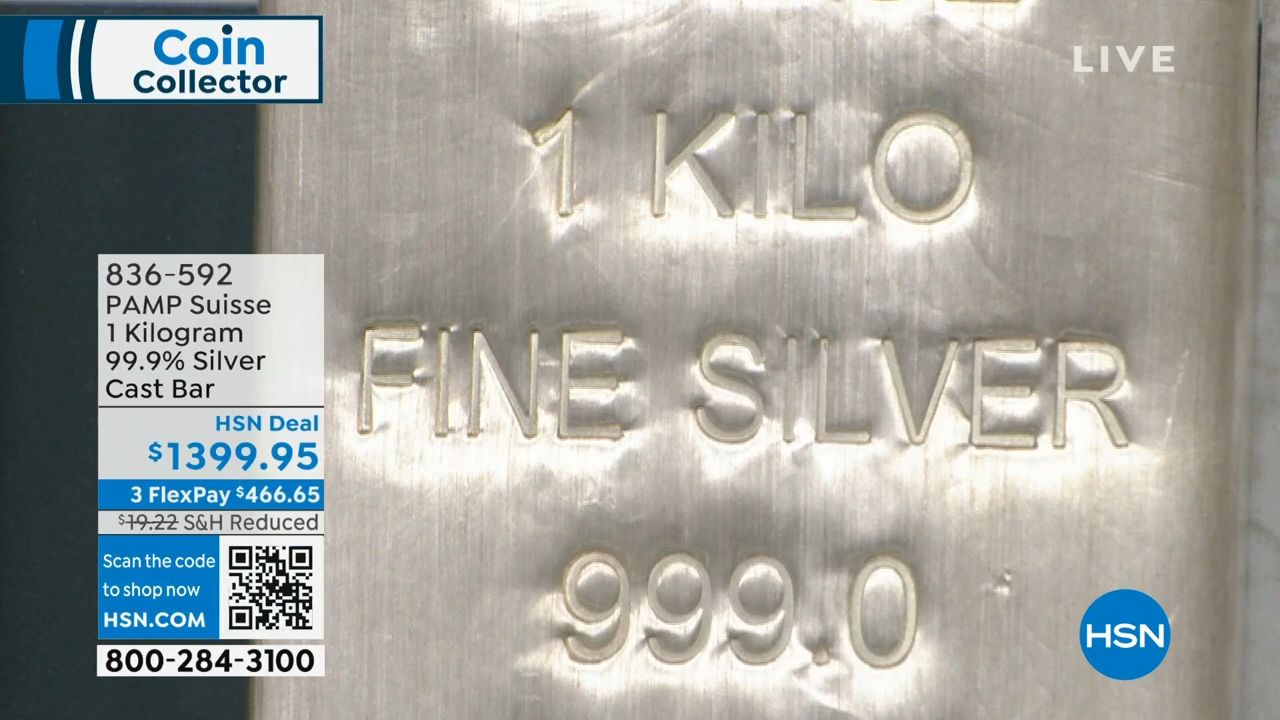 Coin
Collector
LIVE
1 KILO
FINE SILVER
999.0
836-592
PAMP Suisse
1 Kilogram
99.9% Silver
Cast Bar
HSN Deal
$1399.95
3 FlexPay $466.65
$19.22 S&H Reduced
Scan the code
to shop now
HSN.COM
800-284-3100
HSN